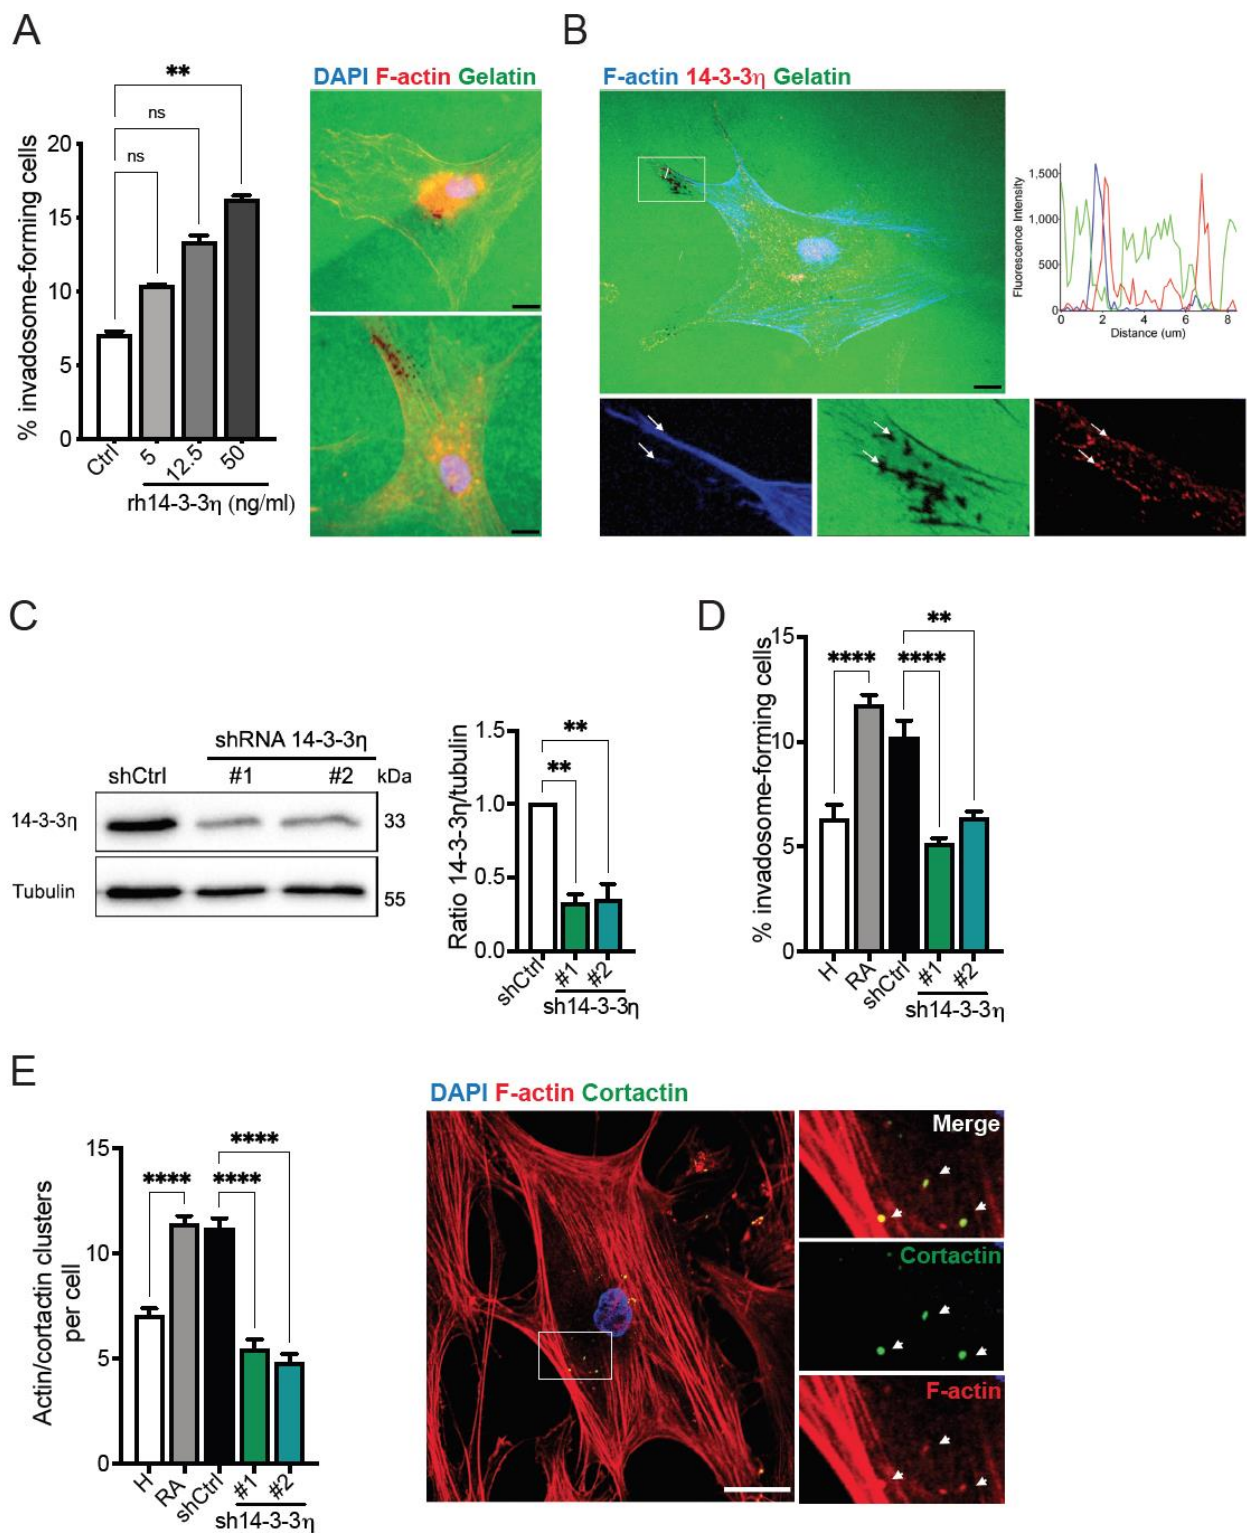 A
**
ns
ns
% invadosome-forming cells
20
15
10
5
0
Ctrl
5
12.5
50
rh14-3-3η (ng/ml)
DAPI F-actin Gelatin
B
F-actin 14-3-3η Gelatin
Fluorescence Intensity
1,500
1,000
500
0
0 2 4 6 8
Distance (um)
C
shRNA 14-3-3η
shCtrl #1 #2 kDa
14-3-3η 33
Tubulin 55
Ratio 14-3-3η/tubulin
1.5
1.0
0.5
0.0
**
**
shCtrl
#1
#2
sh14-3-3η
D
% invadosome-forming cells
15
10
5
0
**
**** ****
H
RA
shCtrl
#1
#2
sh14-3-3η
E
Actin/cortactin clusters
per cell
15
10
5
0
****
**** ****
H
RA
shCtrl
#1
#2
sh14-3-3η
DAPI F-actin Cortactin
Merge
Cortactin
F-actin